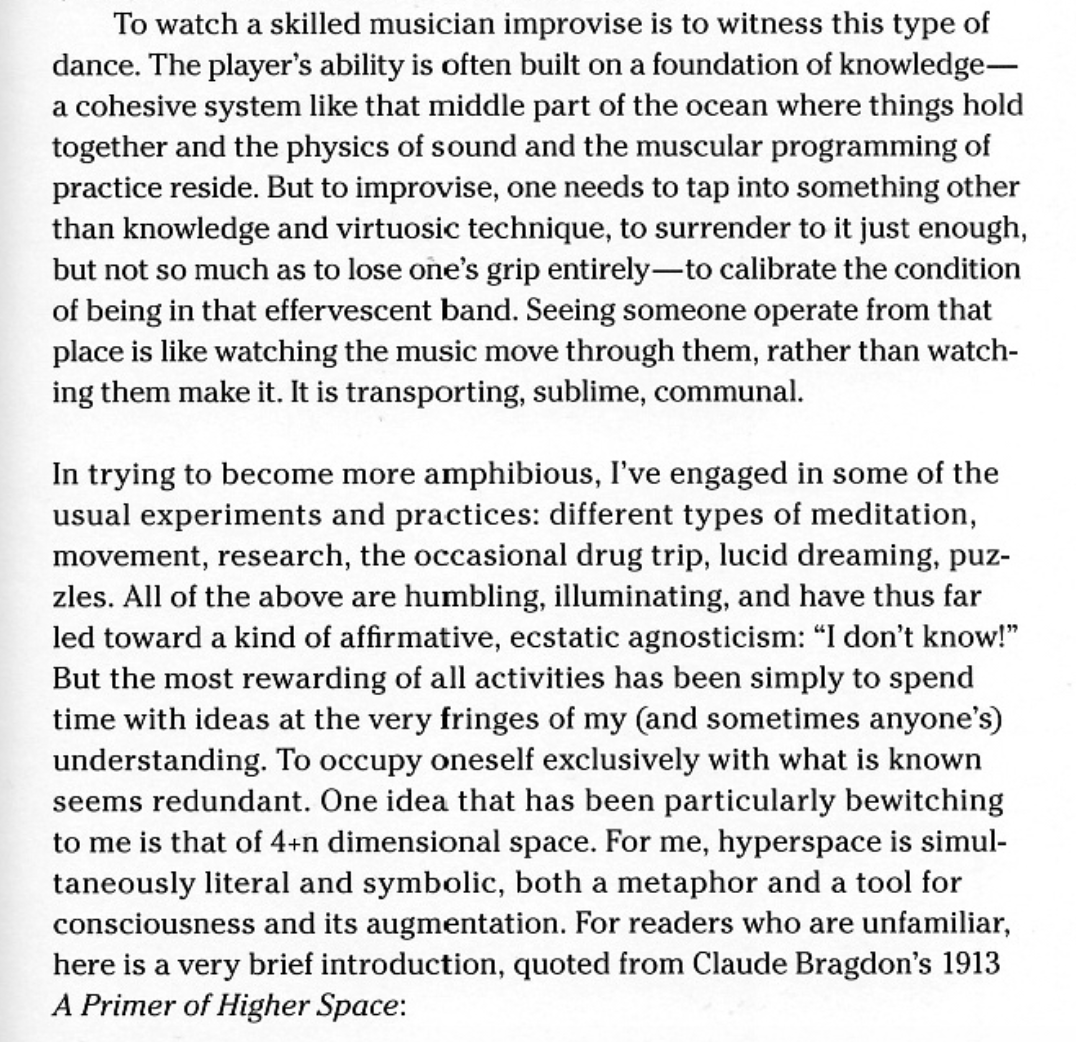 To watch a skilled musician improvise is to witness this type of
dance. The player's ability is often built on a foundation of knowledge—
a cohesive system like that middle part of the ocean where things hold
together and the physics of sound and the muscular programming of
practice reside. But to improvise, one needs to tap into something other
than knowledge and virtuosic technique, to surrender to it just enough,
but not so much as to lose one's grip entirely—to calibrate the condition
of being in that effervescent band. Seeing someone operate from that
place is like watching the music move through them, rather than watch-
ing them make it. It is transporting, sublime, communal.
In trying to become more amphibious, I've engaged in some of the
usual experiments and practices: different types of meditation,
movement, research, the occasional drug trip, lucid dreaming, puz-
zles. All of the above are humbling, illuminating, and have thus far
led toward a kind of affirmative, ecstatic agnosticism: “I don't know!”
But the most rewarding of all activities has been simply to spend
time with ideas at the very fringes of my (and sometimes anyone's)
understanding. To occupy oneself exclusively with what is known
seems redundant. One idea that has been particularly bewitching
to me is that of 4+n dimensional space. For me, hyperspace is simul-
taneously literal and symbolic, both a metaphor and a tool for
consciousness and its augmentation. For readers who are unfamiliar,
here is a very brief introduction, quoted from Claude Bragdon's 1913
A Primer of Higher Space: